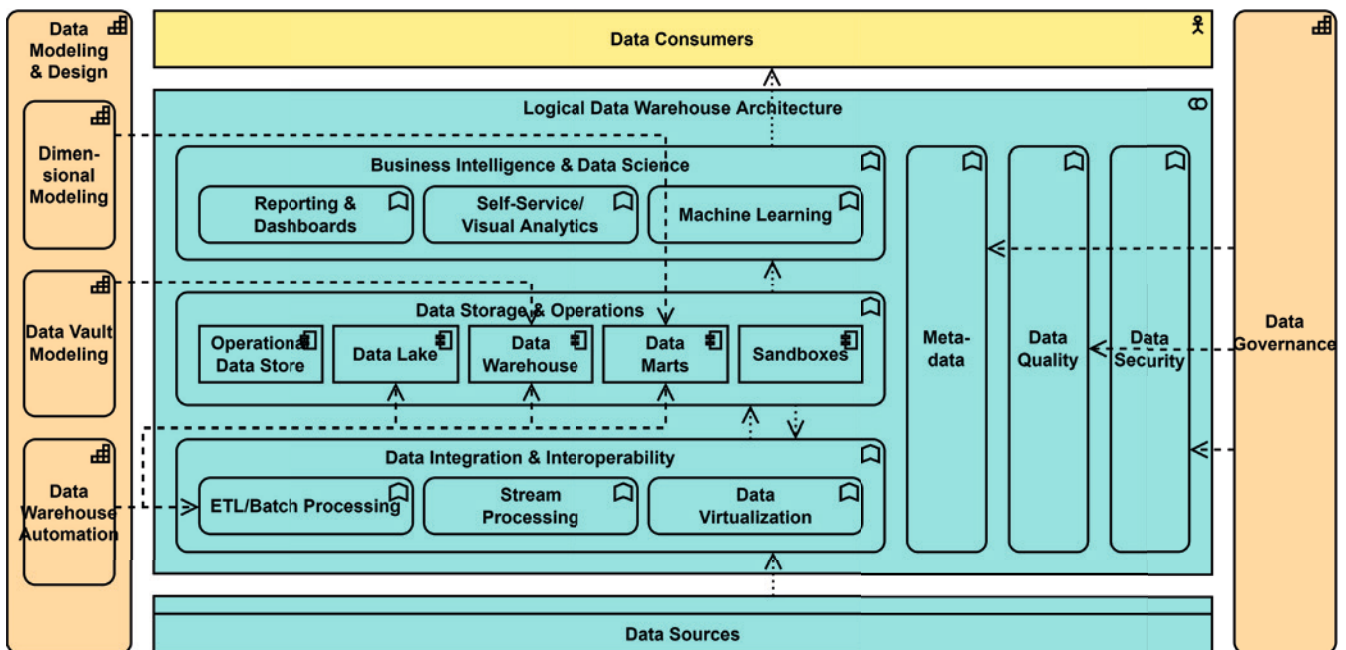 Data
Modeling
& Design
Dimen-
sional
Modeling
Data Vault
Modeling
Data
Warehouse
Automation
Data Consumers
Logical Data Warehouse Architecture
Business Intelligence & Data Science
Reporting &
Dashboards
Self-Service/
Visual Analytics
Machine Learning
Data Storage & Operations
Operational
Data Store
Data Lake
Data
Warehouse
Data
Marts
Sandboxes
Data Integration & Interoperability
ETL/Batch Processing
Stream
Processing
Data
Virtualization
Meta-
data
Data
Quality
Data
Security
Data Sources
Data
Governance